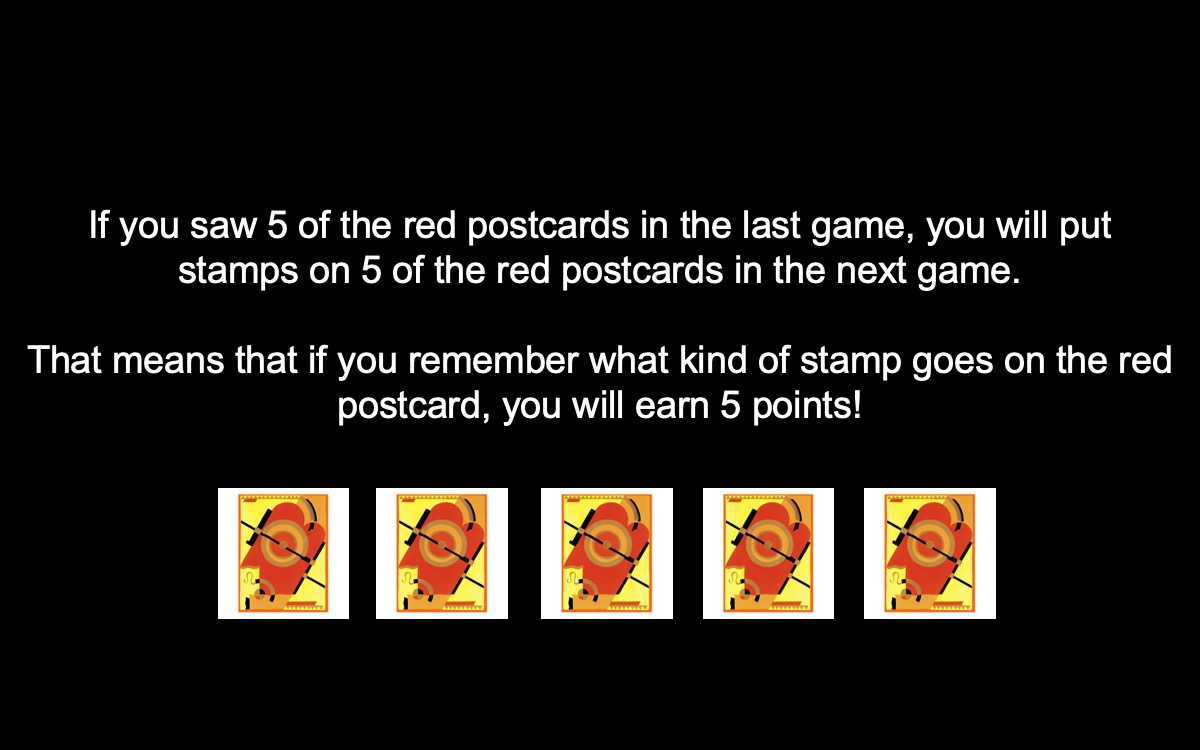 If you saw 5 of the red postcards in the last game, you will put
stamps on 5 of the red postcards in the next game.
That means that if you remember what kind of stamp goes on the red
postcard, you will earn 5 points!